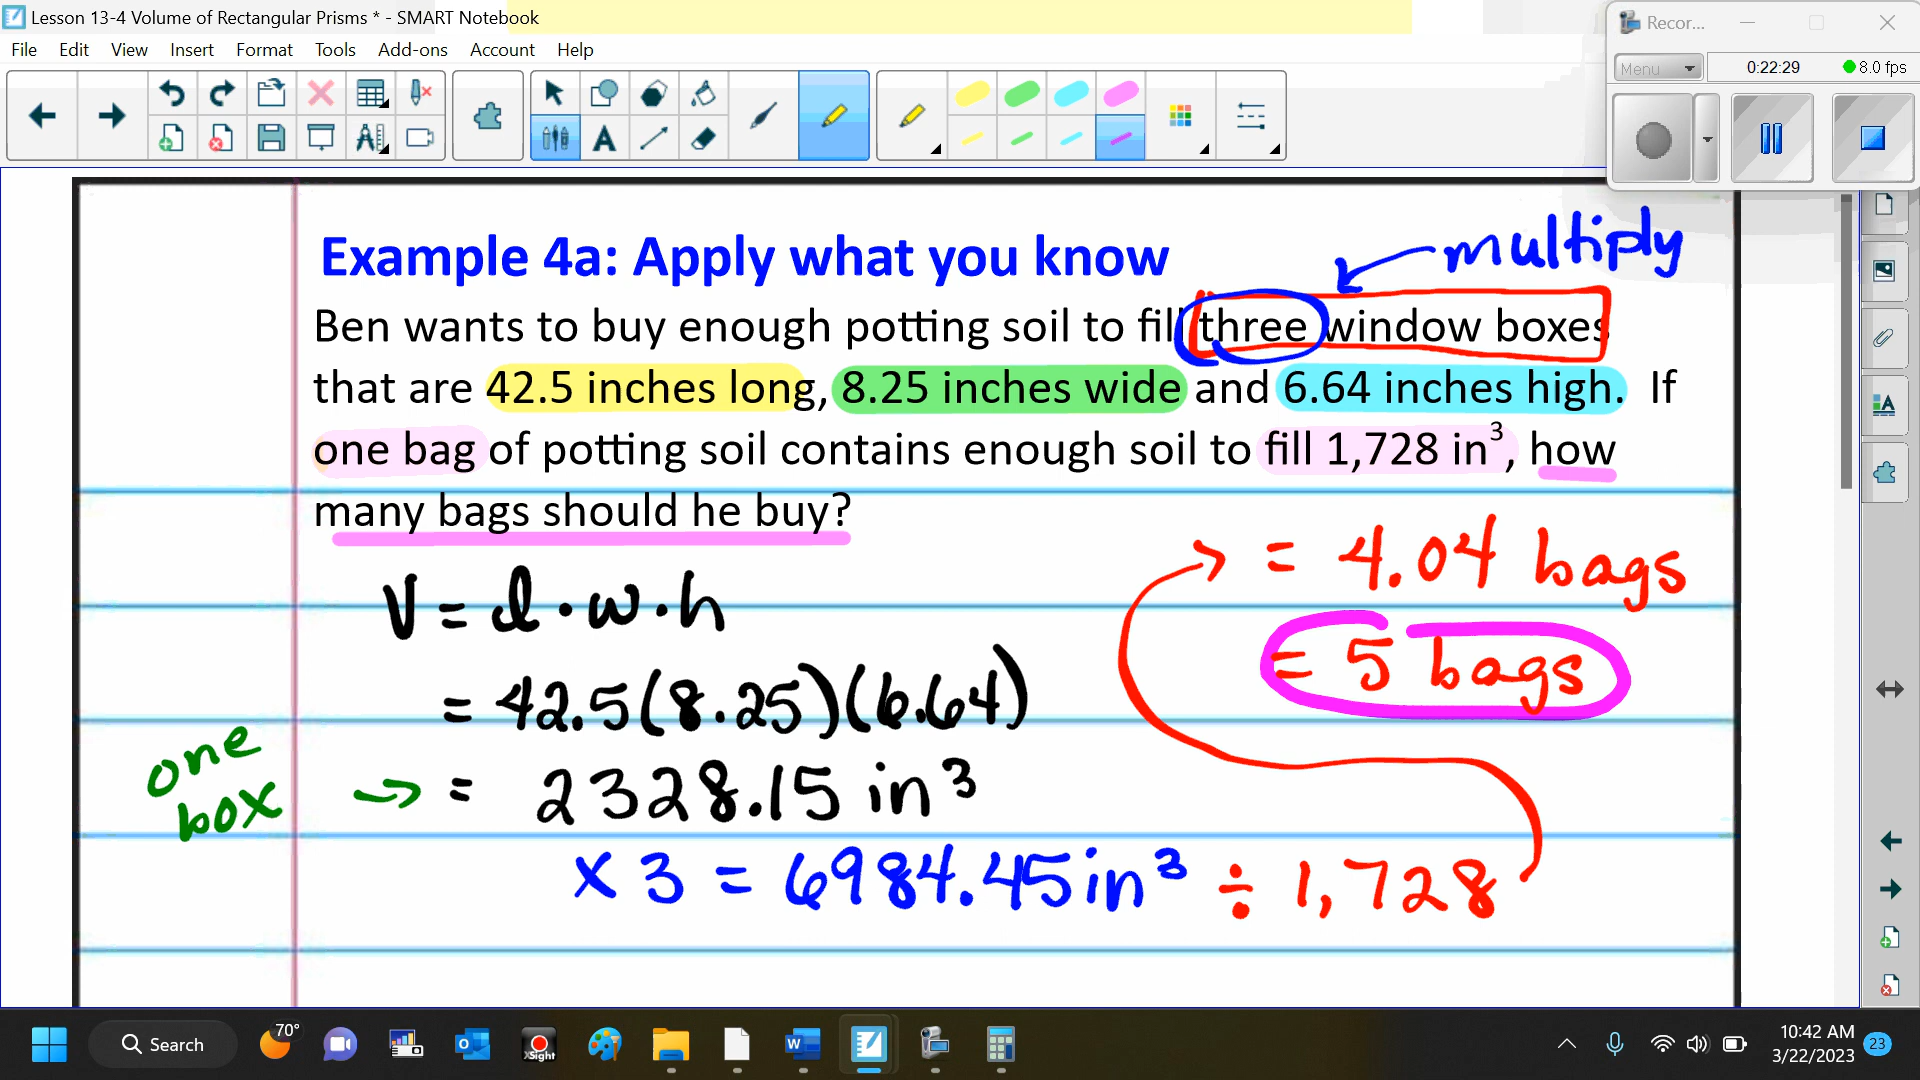 Lesson 13-4 Volume of Rectangular Prisms * - SMART Notebook
File Edit View Insert Format Tools Add-ons Account Help
Recor...
Menu 0:22:29 8.0 fps
Example 4a: Apply what you know
multiply
Ben wants to buy enough potting soil to fill three window boxes
that are 42.5 inches long, 8.25 inches wide and 6.64 inches high. If
one bag of potting soil contains enough soil to fill 1,728 in³, how
many bags should he buy?
= 4.04 bags
V = l · w · h
= 5 bags
= 42.5(8.25)(6.64)
one box → = 2328.15 in³
x 3 = 6984.45 in³ ÷ 1,728
70°
Search
XSight
10:42 AM
3/22/2023
23